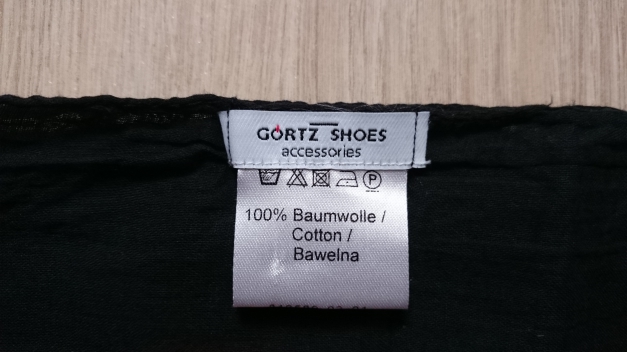 GÖRTZ SHOES
accessories
P
100% Baumwolle /
Cotton /
Bawelna